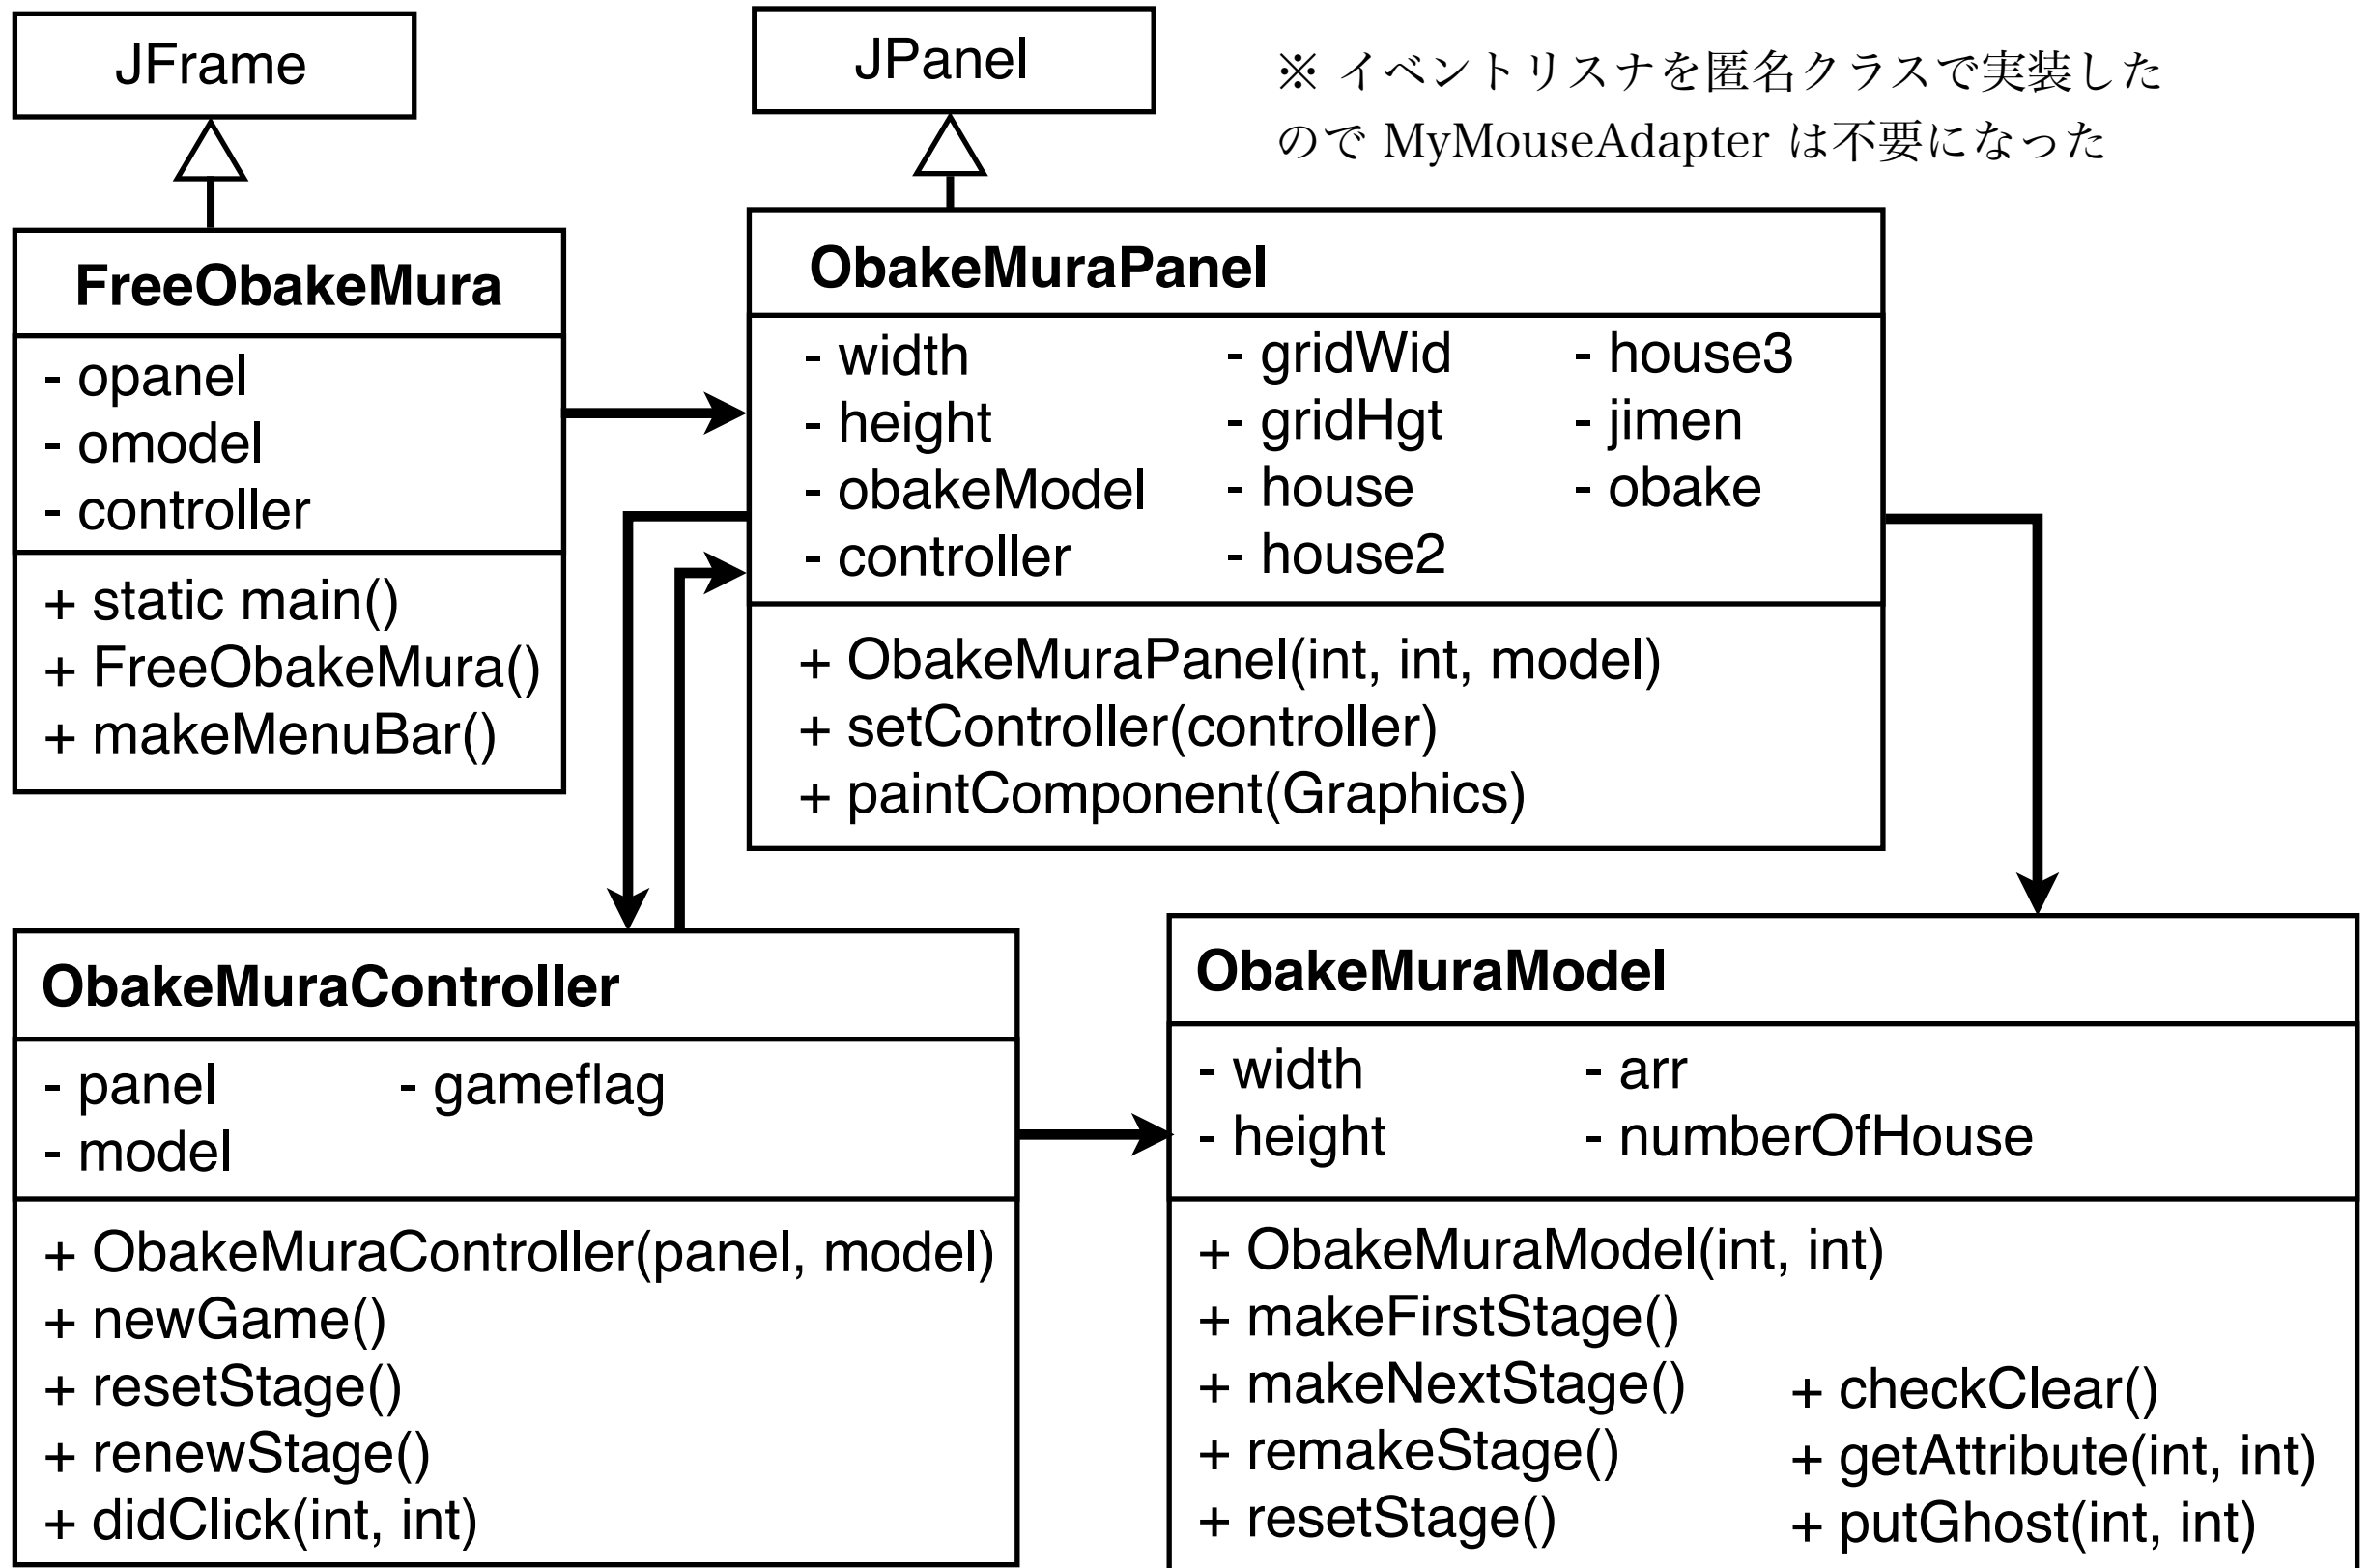 JFrame
JPanel
※ イベントリスナを匿名クラスで実装した
ので MyMouseAdapter は不要になった
FreeObakeMura
- opanel
- omodel
- controller
+ static main()
+ FreeObakeMura()
+ makeMenuBar()
ObakeMuraPanel
- width
- height
- obakeModel
- controller
- gridWid
- gridHgt
- house
- house2
- house3
- jimen
- obake
+ ObakeMuraPanel(int, int, model)
+ setController(controller)
+ paintComponent(Graphics)
ObakeMuraController
- panel
- model
- gameflag
+ ObakeMuraController(panel, model)
+ newGame()
+ resetStage()
+ renewStage()
+ didClick(int, int)
ObakeMuraModel
- width
- height
- arr
- numberOfHouse
+ ObakeMuraModel(int, int)
+ makeFirstStage()
+ makeNextStage()
+ remakeStage()
+ resetStage()
+ checkClear()
+ getAttribute(int, int)
+ putGhost(int, int)